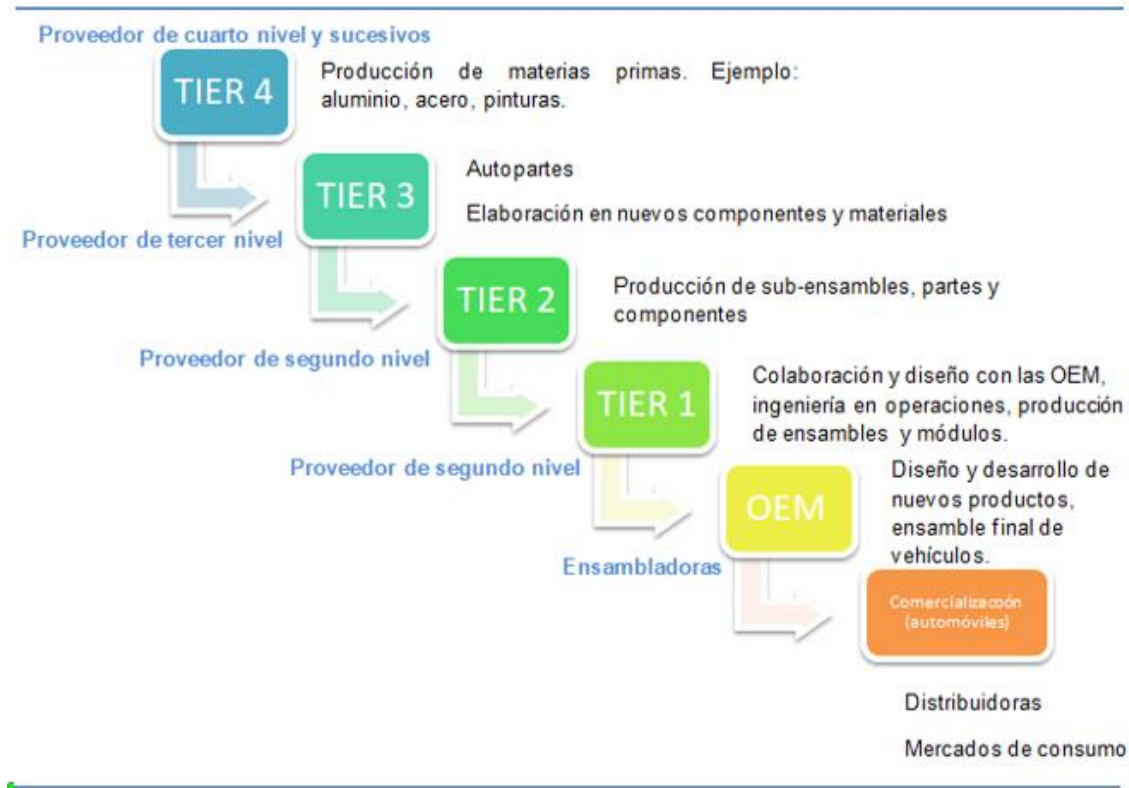 Proveedor de cuarto nivel y sucesivos
TIER 4
Producción de materias primas. Ejemplo:
aluminio, acero, pinturas.
TIER 3
Autopartes
Elaboración en nuevos componentes y materiales
Proveedor de tercer nivel
TIER 2
Producción de sub-ensambles, partes y
componentes
Proveedor de segundo nivel
TIER 1
Colaboración y diseño con las OEM,
ingeniería en operaciones, producción
de ensambles y módulos.
Proveedor de segundo nivel
OEM
Diseño y desarrollo de
nuevos productos,
ensamble final de
vehículos.
Ensambladoras
Comercializacoón
(automóviles)
Distribuidoras
Mercados de consumo